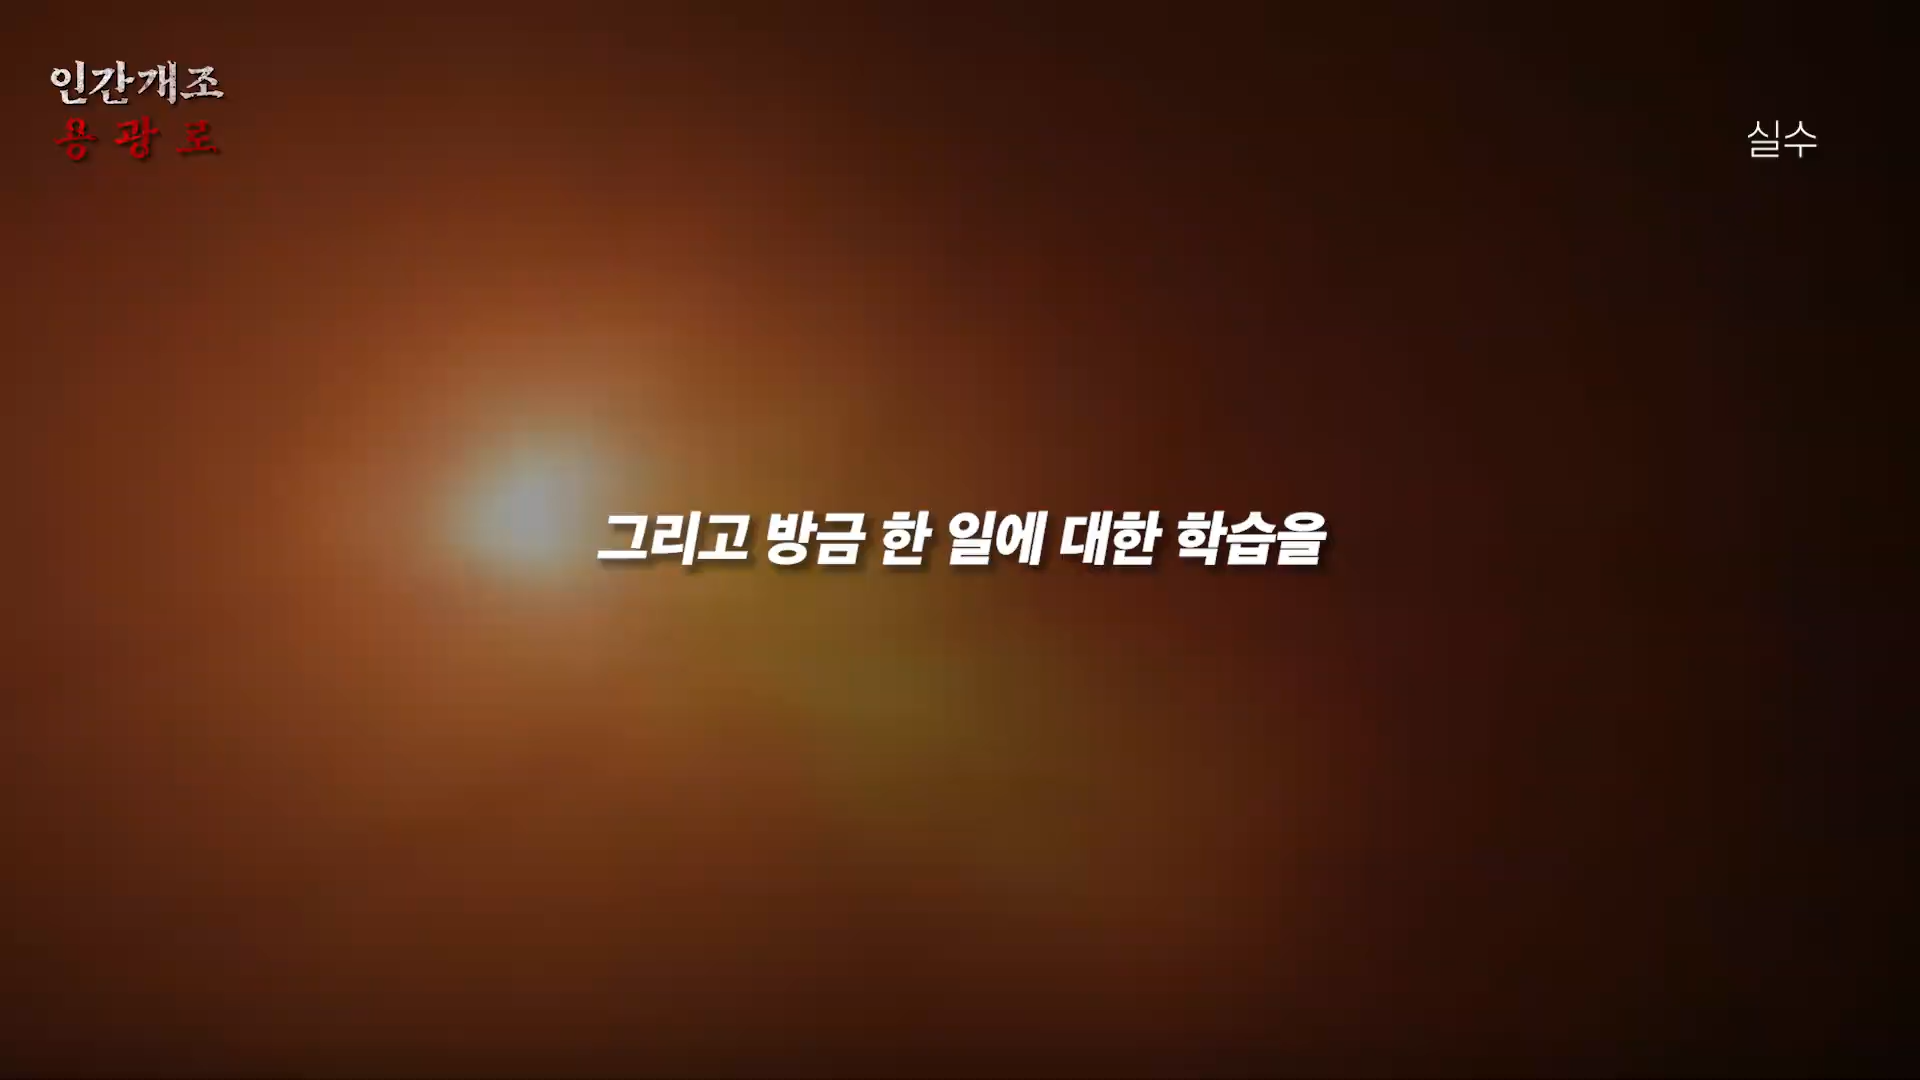 인간개조
용광로
실수
그리고 방금 한 일에 대한 학습을